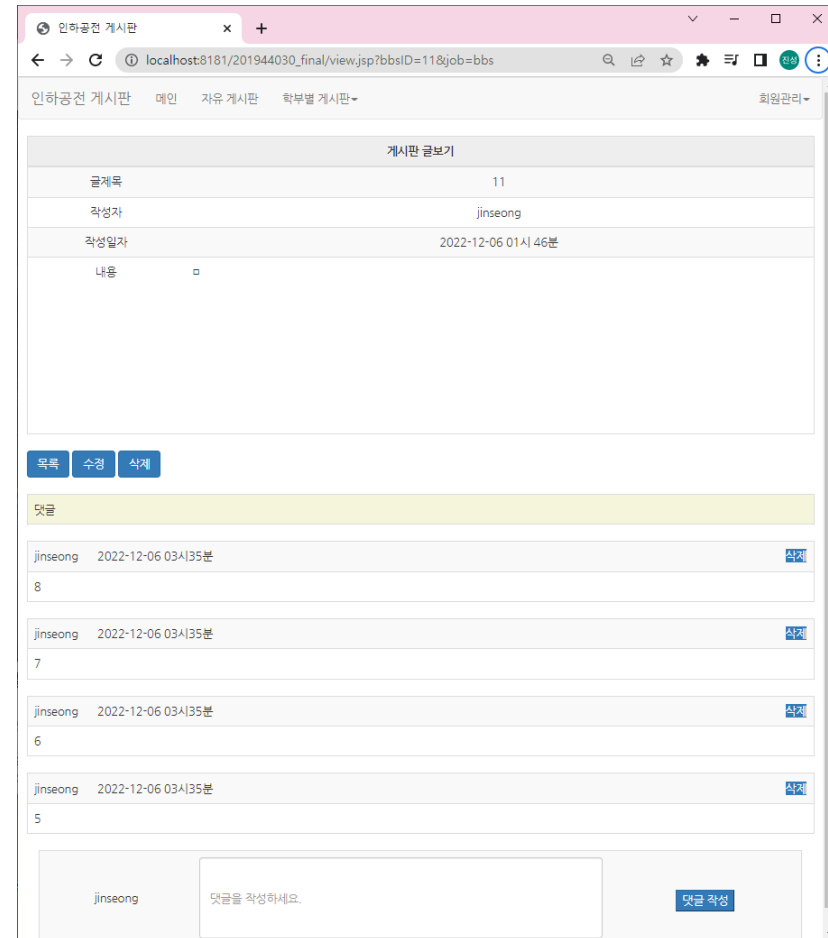 인하공전 게시판
localhost:8181/201944030_final/view.jsp?bbsID=11&job=bbs
진성
인하공전 게시판 메인 자유 게시판 학부별 게시판 회원관리
게시판 글보기
글제목 11
작성자 jinseong
작성일자 2022-12-06 01시 46분
내용 ㅁ
목록 수정 삭제
댓글
jinseong 2022-12-06 03시35분 삭제
8
jinseong 2022-12-06 03시35분 삭제
7
jinseong 2022-12-06 03시35분 삭제
6
jinseong 2022-12-06 03시35분 삭제
5
jinseong 댓글을 작성하세요. 댓글 작성